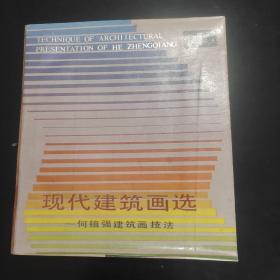 TECHNIQUE OF ARCHITECTURAL
PRESENTATION OF HE ZHENGQIANG
现代建筑画选
—何镇强建筑画技法